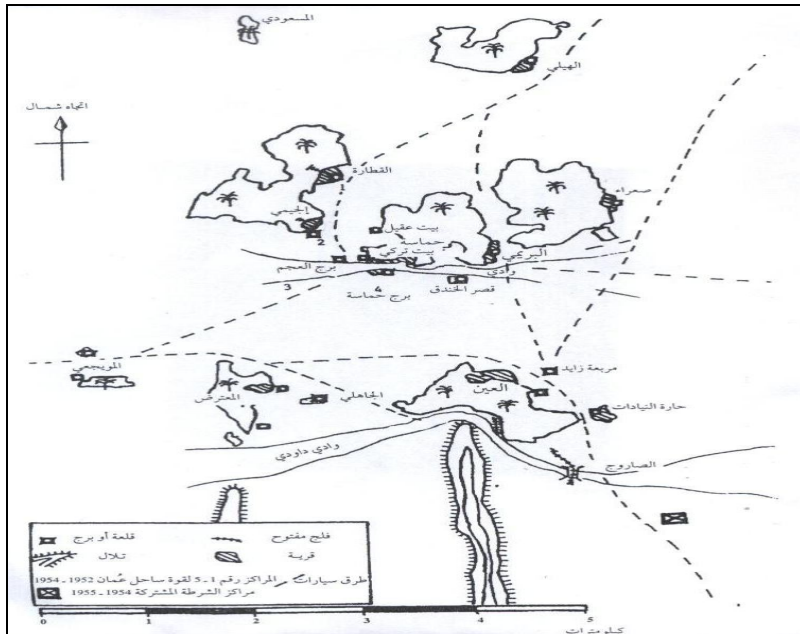 المسعودي
الهيلي
اتجاه شمال
القطارة
صعراء
الجيمي
بيت عقيل
حماسة
بيت تركي
البريمي
2
برج العجم
وادي
3
4
برج حماسة
قصر الخندق
المويجعي
المعترض
الجاهلي
العين
مربعة زايد
حارة النيادات
وادي داودي
الصاروج
قلعة أو برج
فلج مفتوح
تلال
قرية
طرق سيارات
المراكز رقم 1 - 5 لقوة ساحل عُمان 1952 - 1954
مراكز الشرطة المشتركة 1954 - 1955
0 1 2 3 4 5
كيلومترات